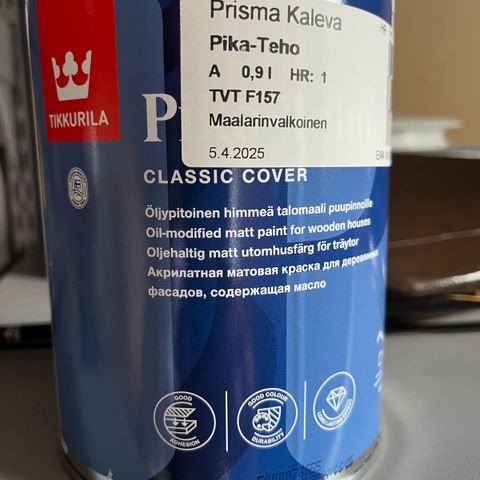 Prisma Kaleva
Pika-Teho
A 0,9 l HR: 1
TVT F157
Maalarinvalkoinen
5.4.2025
EAN
TIKKURILA
CLASSIC COVER
Öljypitoinen himmeä talomaali puupinnoille
Oil-modified matt paint for wooden houses
Oljehaltig matt utomhusfärg för träytor
Акрилатная матовая краска для деревянных
фасадов, содержащая масло
GOOD
ADHESION
GOOD COLOUR
DURABILITY